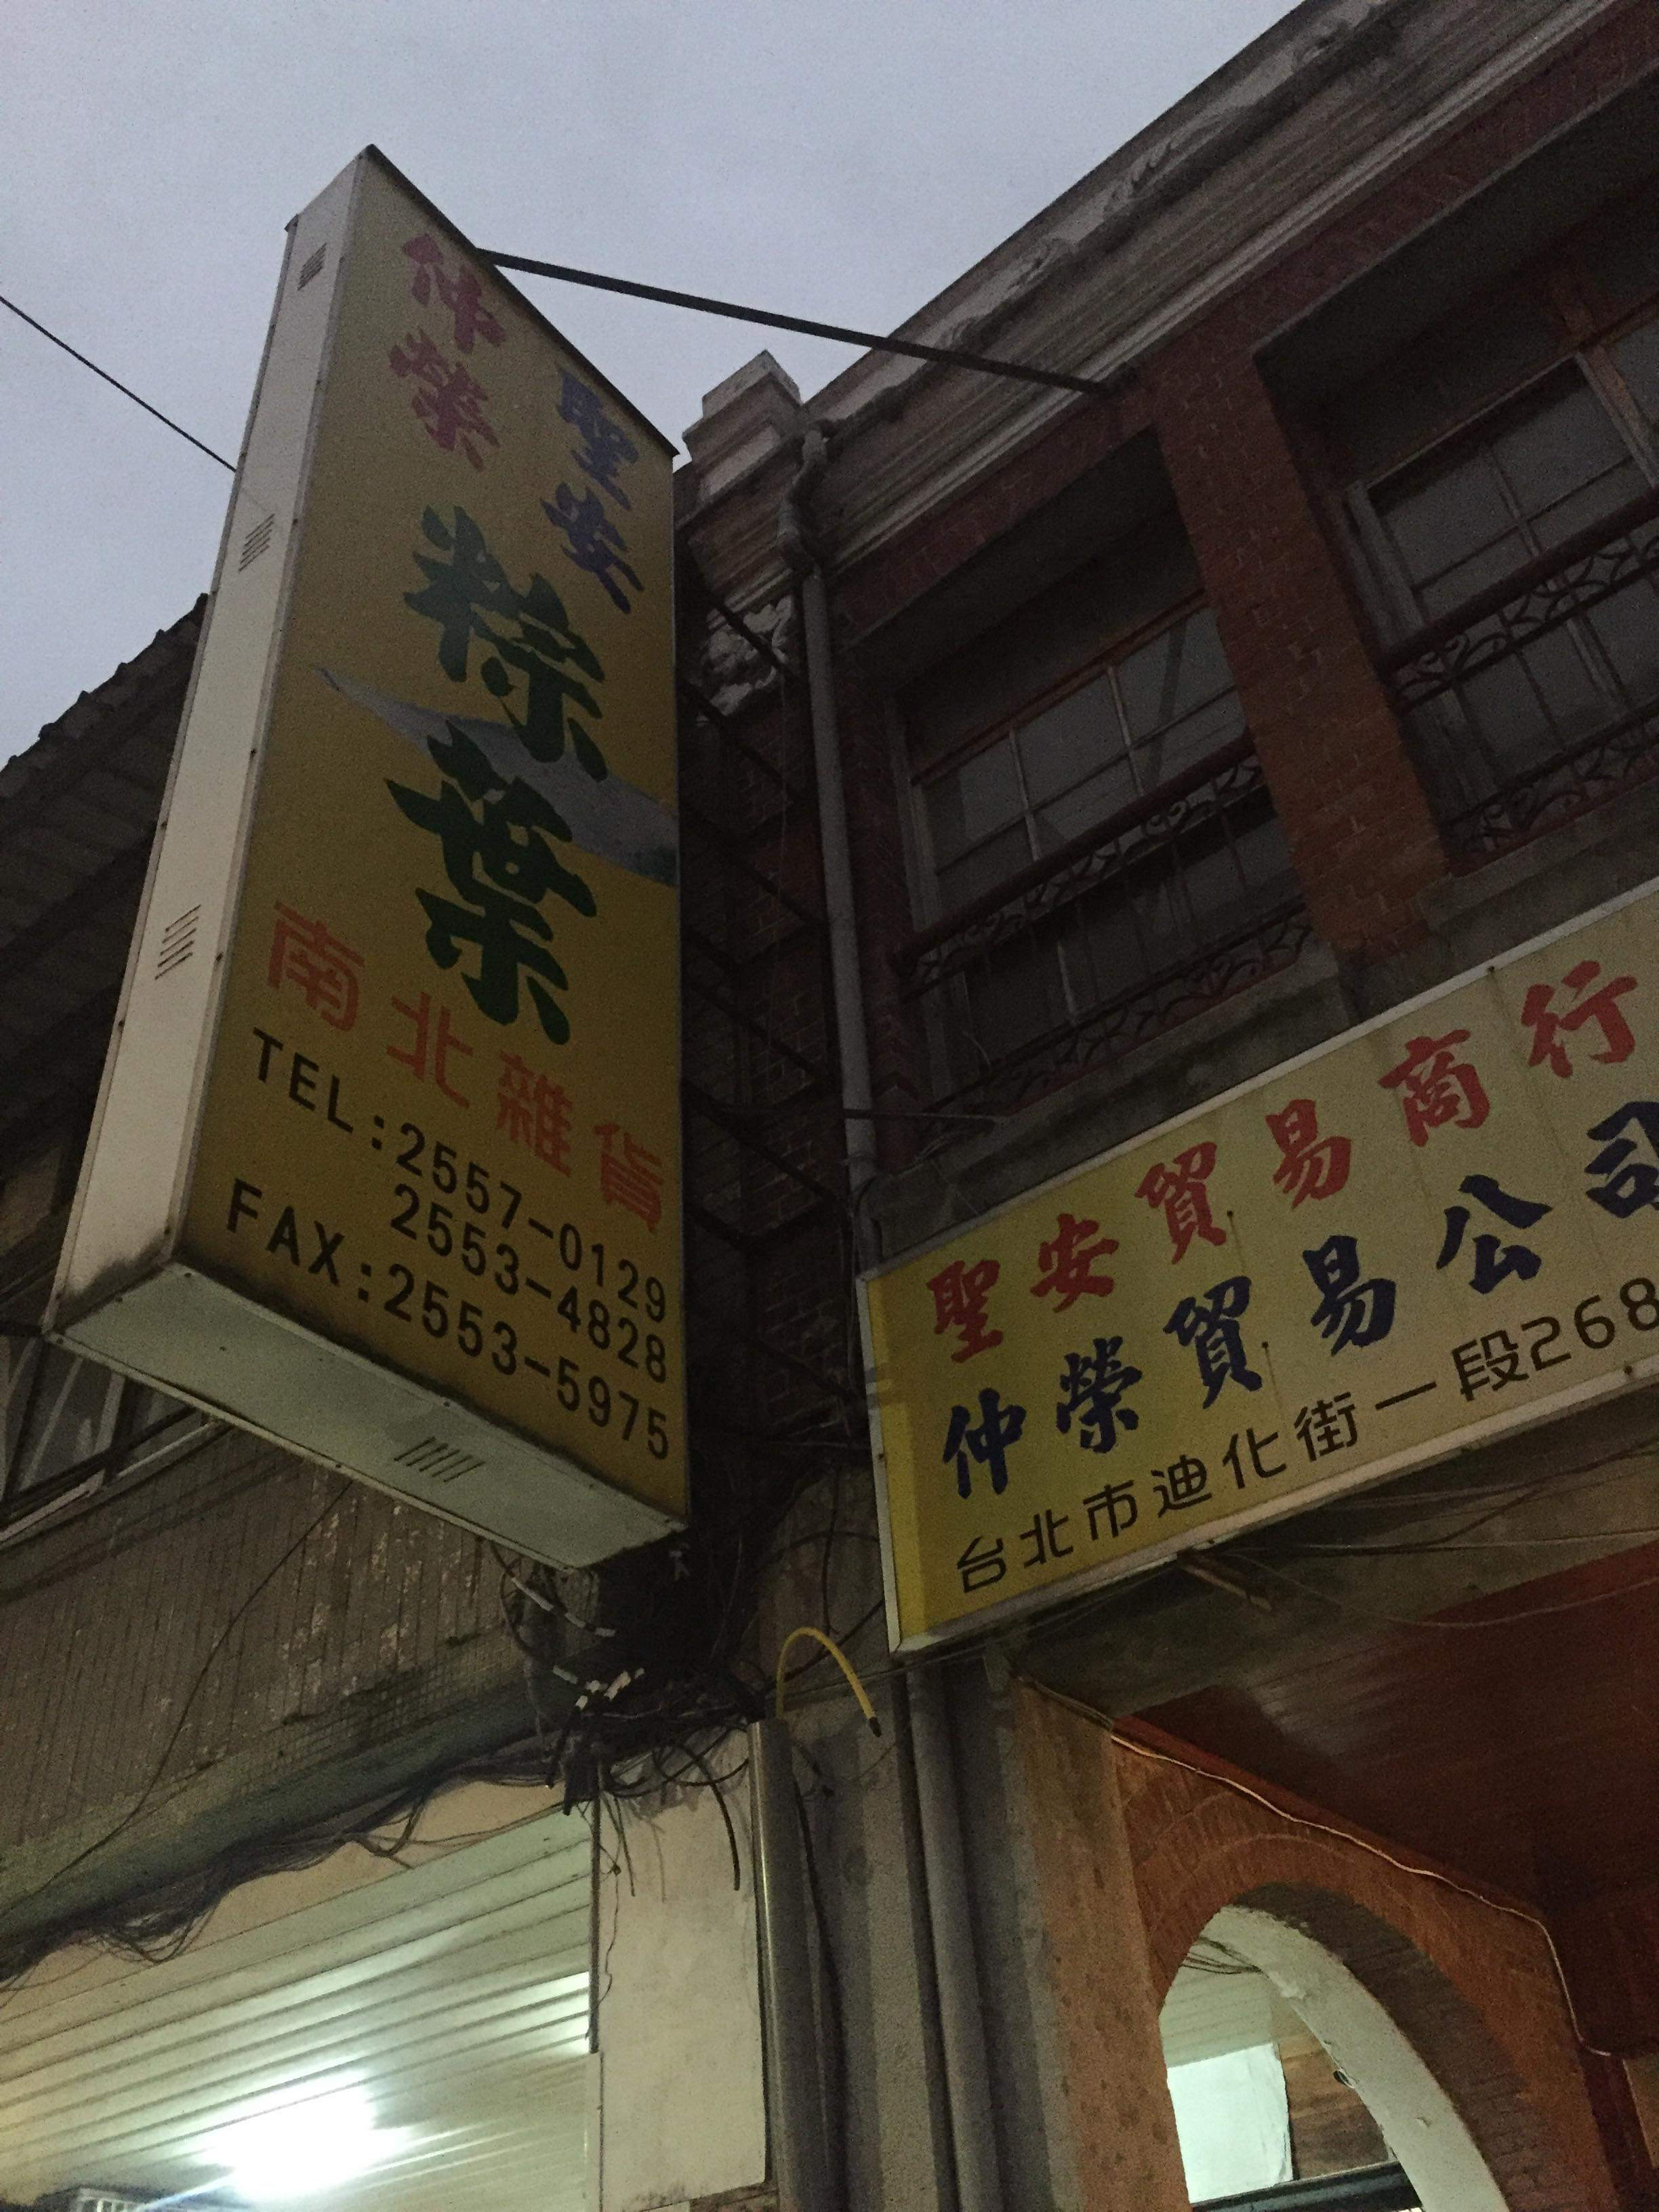 仲榮
聖安
粽葉
南北雜貨
TEL:2557-0129
2553-4828
FAX:2553-5975
聖安貿易商行
仲榮貿易公司
台北市迪化街一段268